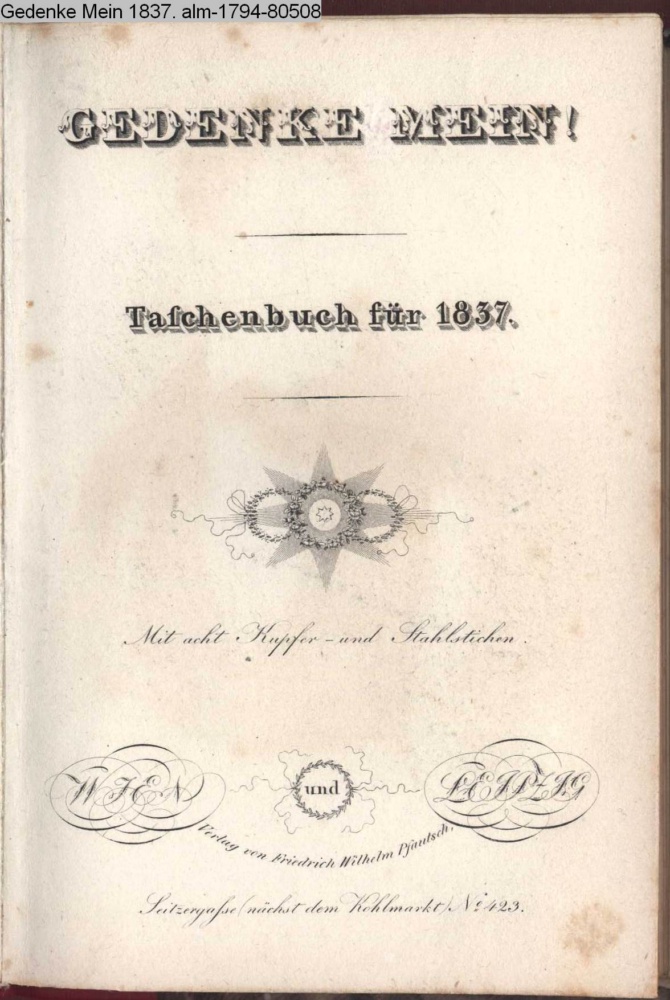 Gedenke Mein 1837. alm-1794-80508
GEDENKE MEIN!
Taſchenbuch für 1837.
Mit acht Kupfer - und Stahlstichen.
WIEN und LEIPZIG
Verlag von Friedrich Wilhelm Pfautsch,
Seitzergaſse (nächst dem Kohlmarkt) No 423.